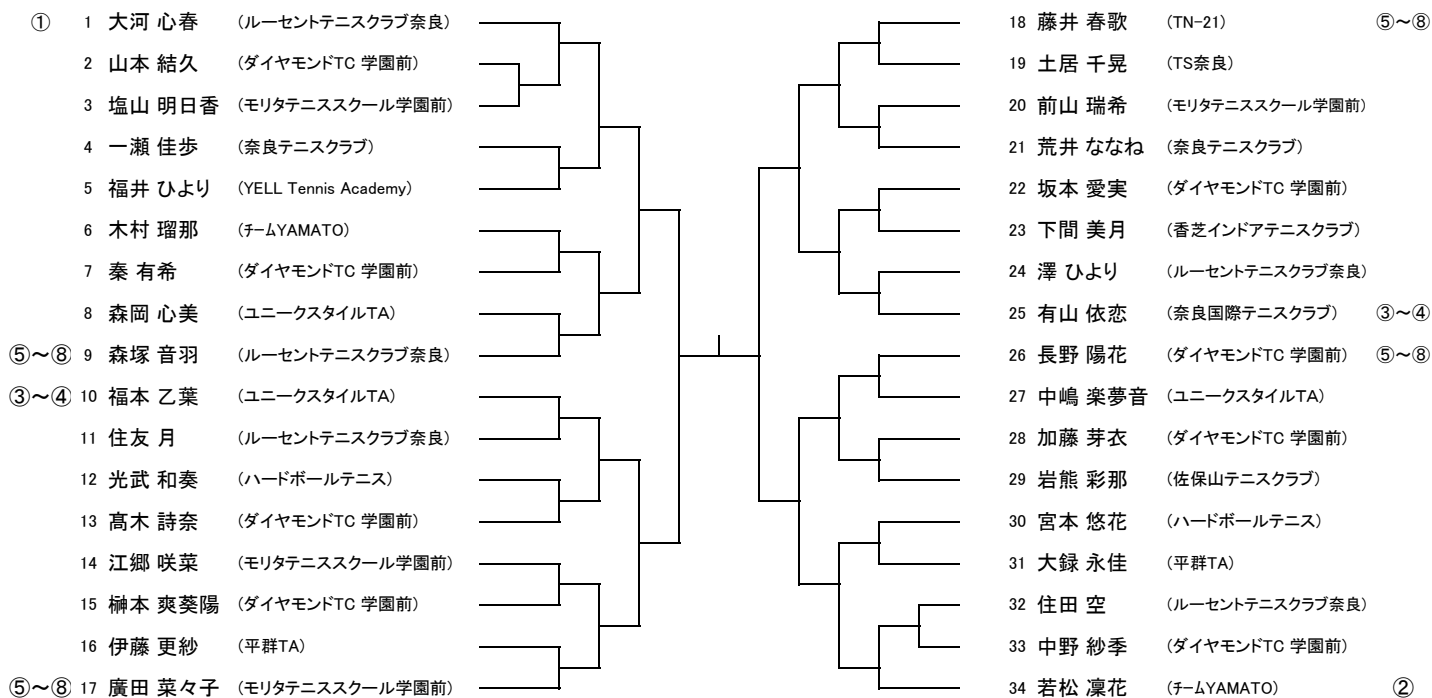 ① 1 大河 心春 (ルーセントテニスクラブ奈良)
2 山本 結久 (ダイヤモンドTC 学園前)
3 塩山 明日香 (モリタテニススクール学園前)
4 一瀬 佳歩 (奈良テニスクラブ)
5 福井 ひより (YELL Tennis Academy)
6 木村 瑠那 (チームYAMATO)
7 秦 有希 (ダイヤモンドTC 学園前)
8 森岡 心美 (ユニークスタイルTA)
⑤～⑧ 9 森塚 音羽 (ルーセントテニスクラブ奈良)
③～④ 10 福本 乙葉 (ユニークスタイルTA)
11 住友 月 (ルーセントテニスクラブ奈良)
12 光武 和奏 (ハードボールテニス)
13 髙木 詩奈 (ダイヤモンドTC 学園前)
14 江郷 咲菜 (モリタテニススクール学園前)
15 榊本 爽葵陽 (ダイヤモンドTC 学園前)
16 伊藤 更紗 (平群TA)
⑤～⑧ 17 廣田 菜々子 (モリタテニススクール学園前)
18 藤井 春歌 (TN-21) ⑤～⑧
19 土居 千晃 (TS奈良)
20 前山 瑞希 (モリタテニススクール学園前)
21 荒井 ななね (奈良テニスクラブ)
22 坂本 愛実 (ダイヤモンドTC 学園前)
23 下間 美月 (香芝インドアテニスクラブ)
24 澤 ひより (ルーセントテニスクラブ奈良)
25 有山 依恋 (奈良国際テニスクラブ) ③～④
26 長野 陽花 (ダイヤモンドTC 学園前) ⑤～⑧
27 中嶋 楽夢音 (ユニークスタイルTA)
28 加藤 芽衣 (ダイヤモンドTC 学園前)
29 岩熊 彩那 (佐保山テニスクラブ)
30 宮本 悠花 (ハードボールテニス)
31 大録 永佳 (平群TA)
32 住田 空 (ルーセントテニスクラブ奈良)
33 中野 紗季 (ダイヤモンドTC 学園前)
34 若松 凜花 (チームYAMATO) ②